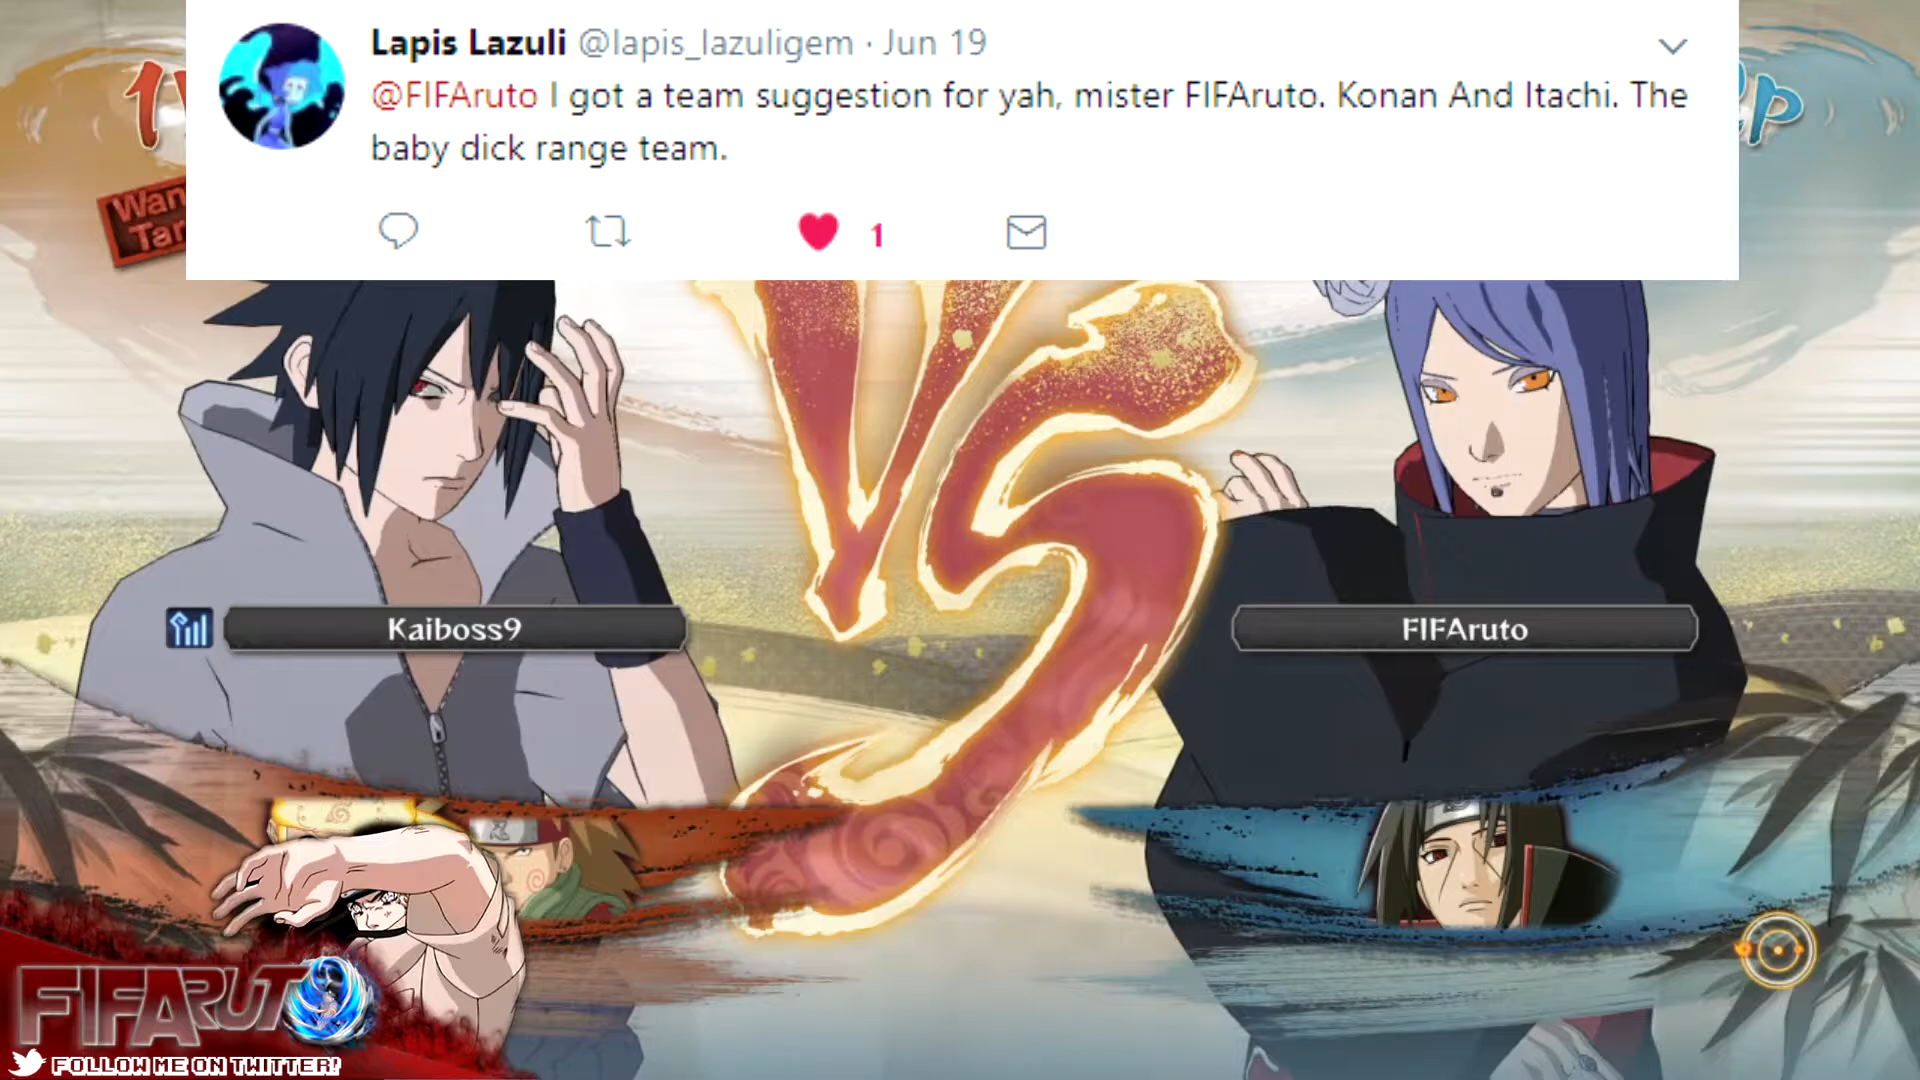 Lapis Lazuli @lapis_lazuligem · Jun 19
@FIFAruto I got a team suggestion for yah, mister FIFAruto. Konan And Itachi. The
baby dick range team.
1
VS
Kaiboss9
FIFAruto
FIFARUTO
FOLLOW ME ON TWITTER!